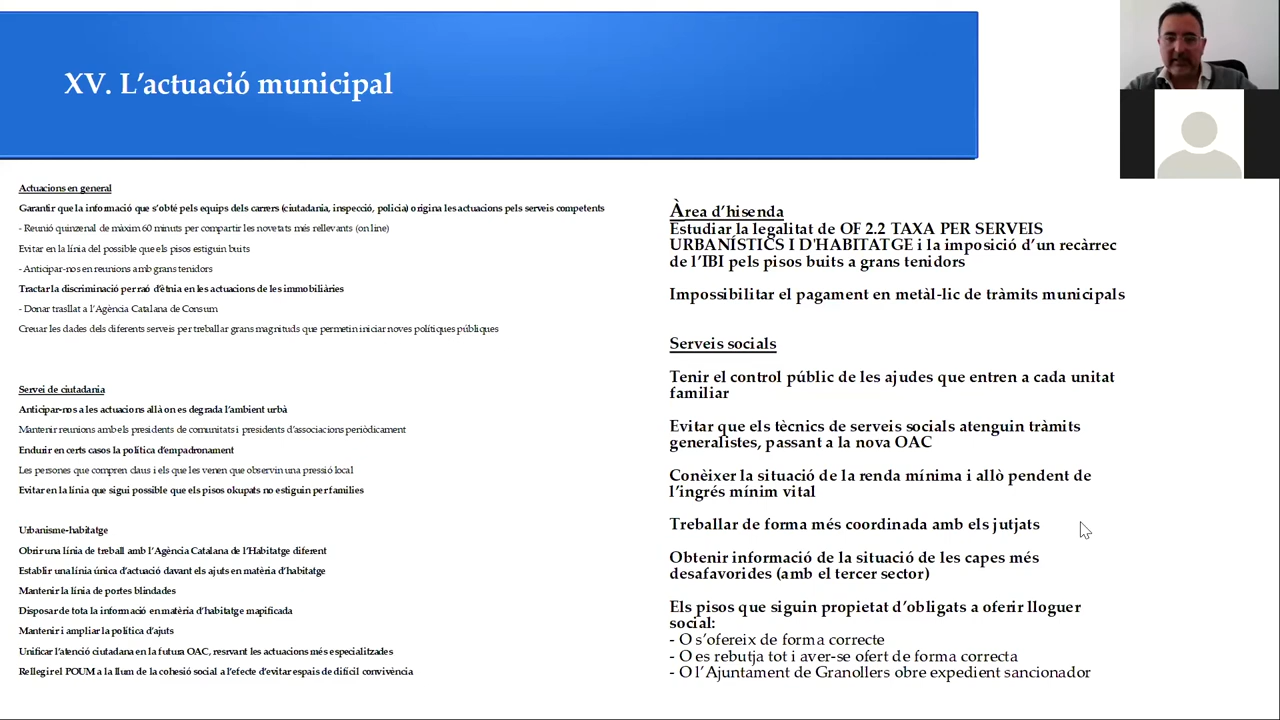 XV. L’actuació municipal
Actuacions en general
Garantir que la informació que s’obté pels equips dels carrers (ciutadania, inspecció, policia) origina les actuacions pels serveis competents
- Reunió quinzenal de màxim 60 minuts per compartir les novetats més rellevants (on line)
Evitar en la línia del possible que els pisos estiguin buits
- Anticipar-nos en reunions amb grans tenidors
Tractar la discriminació per raó d’ètnia en les actuacions de les immobiliàries
- Donar trasllat a l’Agència Catalana de Consum
Creuar les dades dels diferents serveis per treballar grans magnituds que permetin iniciar noves polítiques públiques
Servei de ciutadania
Anticipar-nos a les actuacions allà on es degrada l’ambient urbà
Mantenir reunions amb els presidents de comunitats i presidents d’associacions periòdicament
Endurir en certs casos la política d’empadronament
Les persones que compren claus i els que les venen que observin una pressió local
Evitar en la línia que sigui possible que els pisos okupats no estiguin per famílies
Urbanisme-habitatge
Obrir una línia de treball amb l’Agència Catalana de l’Habitatge diferent
Establir una línia única d’actuació davant els ajuts en matèria d’habitatge
Mantenir la línia de portes blindades
Disposar de tota la informació en matèria d’habitatge mapificada
Mantenir i ampliar la política d’ajuts
Unificar l’atenció ciutadana en la futura OAC, resrvant les actuacions més especialitzades
Rellegir el POUM a la llum de la cohesió social a l’efecte d’evitar espais de difícil convivència
Àrea d’hisenda
Estudiar la legalitat de OF 2.2 TAXA PER SERVEIS
URBANÍSTICS I D'HABITATGE i la imposició d’un recàrrec
de l’IBI pels pisos buits a grans tenidors
Impossibilitar el pagament en metàl-lic de tràmits municipals
Serveis socials
Tenir el control públic de les ajudes que entren a cada unitat
familiar
Evitar que els tècnics de serveis socials atenguin tràmits
generalistes, passant a la nova OAC
Conèixer la situació de la renda mínima i allò pendent de
l’ingrés mínim vital
Treballar de forma més coordinada amb els jutjats
Obtenir informació de la situació de les capes més
desafavorides (amb el tercer sector)
Els pisos que siguin propietat d’obligats a oferir lloguer
social:
- O s’ofereix de forma correcte
- O es rebutja tot i aver-se ofert de forma correcta
- O l’Ajuntament de Granollers obre expedient sancionador